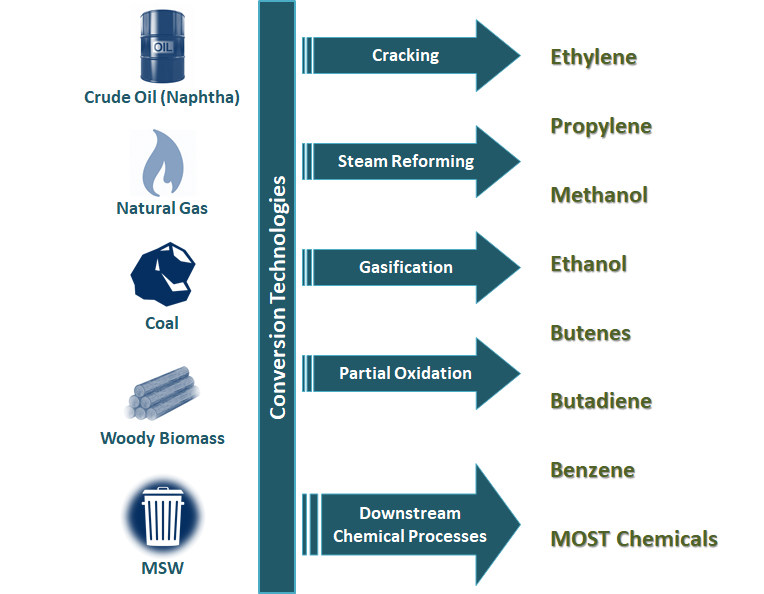 OIL
Crude Oil (Naphtha)
Natural Gas
Coal
Woody Biomass
MSW
Conversion Technologies
Cracking
Steam Reforming
Gasification
Partial Oxidation
Downstream
Chemical Processes
Ethylene
Propylene
Methanol
Ethanol
Butenes
Butadiene
Benzene
MOST Chemicals